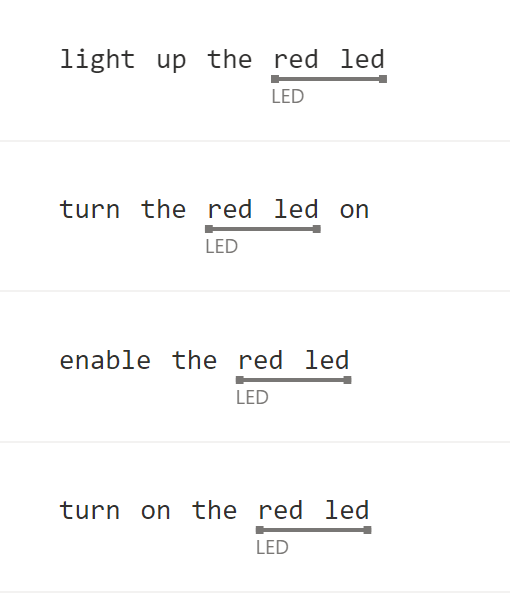 light up the red led
LED
turn the red led on
LED
enable the red led
LED
turn on the red led
LED